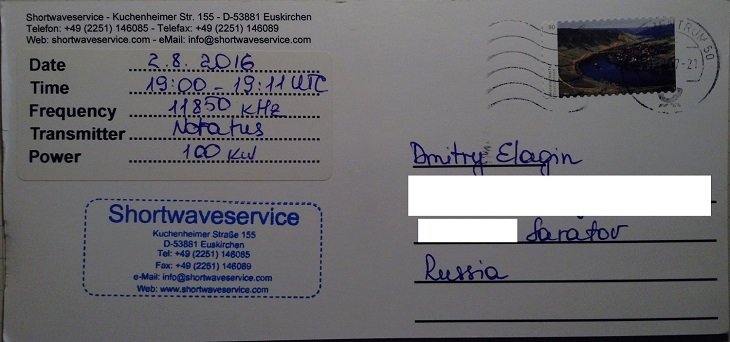 Shortwaveservice - Kuchenheimer Str. 155 - D-53881 Euskirchen
Telefon: +49 (2251) 146085 - Telefax: +49 (2251) 146089
Web: shortwaveservice.com - eMail: info@shortwaveservice.com
Date 2.8. 2016
Time 19:00 - 19:11 UTC
Frequency 11850 KHz
Transmitter
Power 100 KW
Dmitry Elagin
Saratov
Russia
Shortwaveservice
Kuchenheimer Straße 155
D-53881 Euskirchen
Tel: +49 (2251) 146085
Fax: +49 (2251) 146089
e-Mail: info@shortwaveservice.com
Web: www.shortwaveservice.com